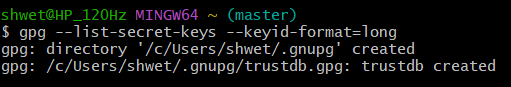 shwet@HP_120Hz MINGW64 ~ (master)
$ gpg --list-secret-keys --keyid-format=long
gpg: directory '/c/Users/shwet/.gnupg' created
gpg: /c/Users/shwet/.gnupg/trustdb.gpg: trustdb created